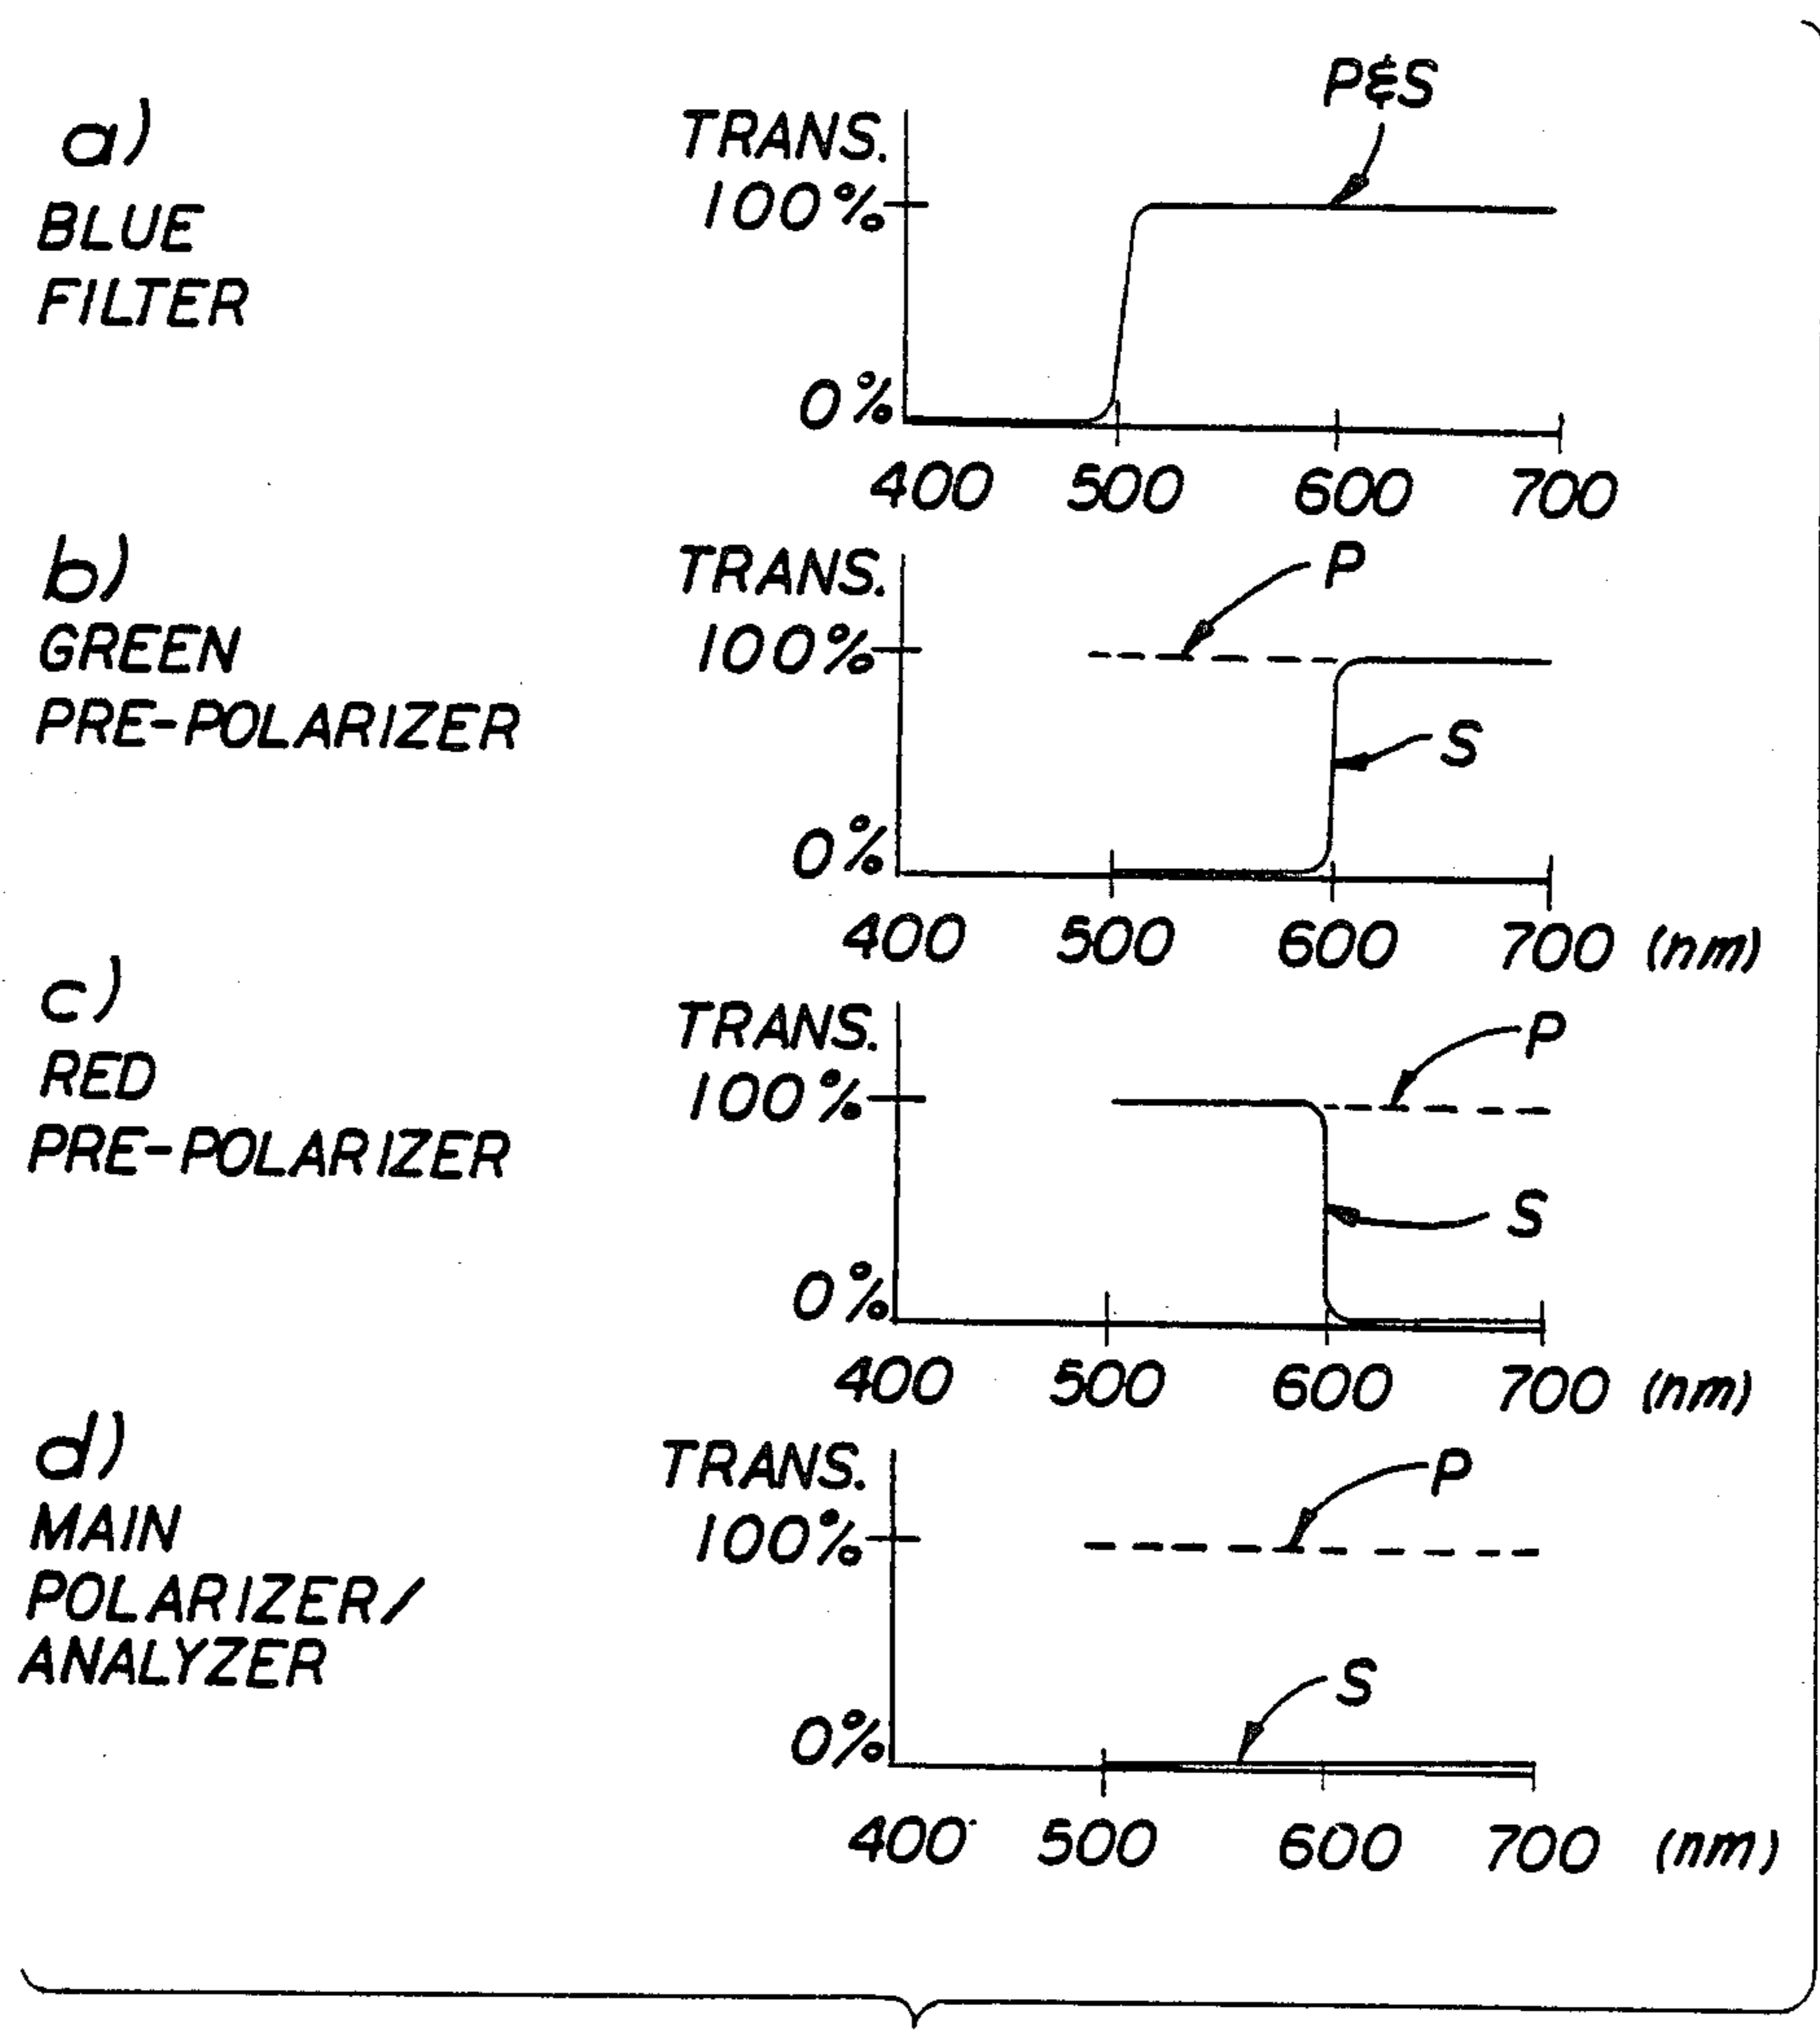 a)
BLUE
FILTER
TRANS.
100%
0%
P&S
400 500 600 700
b)
GREEN
PRE-POLARIZER
TRANS.
100%
0%
P
S
400 500 600 700 (nm)
c)
RED
PRE-POLARIZER
TRANS.
100%
0%
P
S
400 500 600 700 (nm)
d)
MAIN
POLARIZER/
ANALYZER
TRANS.
100%
0%
P
S
400 500 600 700 (nm)